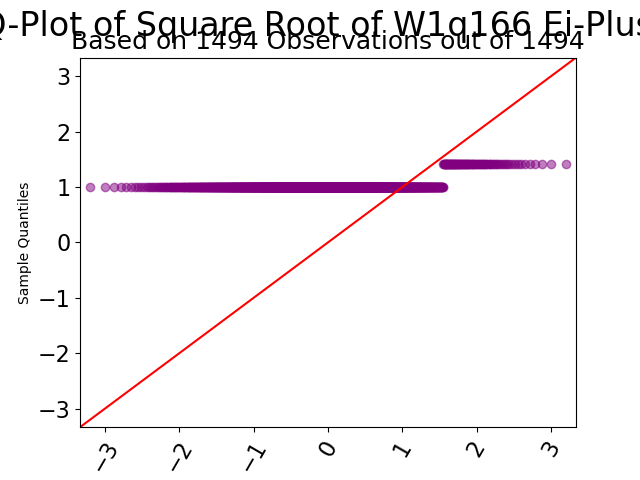 Q-Plot of Square Root of W1q166 Ei-Plus
Based on 1494 Observations out of 1494
3
2
1
0
−1
−2
−3
Sample Quantiles
−3 −2 −1 0 1 2 3